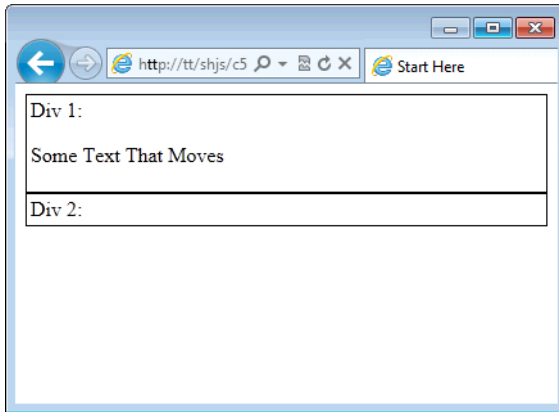 http://tt/shjs/c5
Start Here
Div 1:
Some Text That Moves
Div 2: